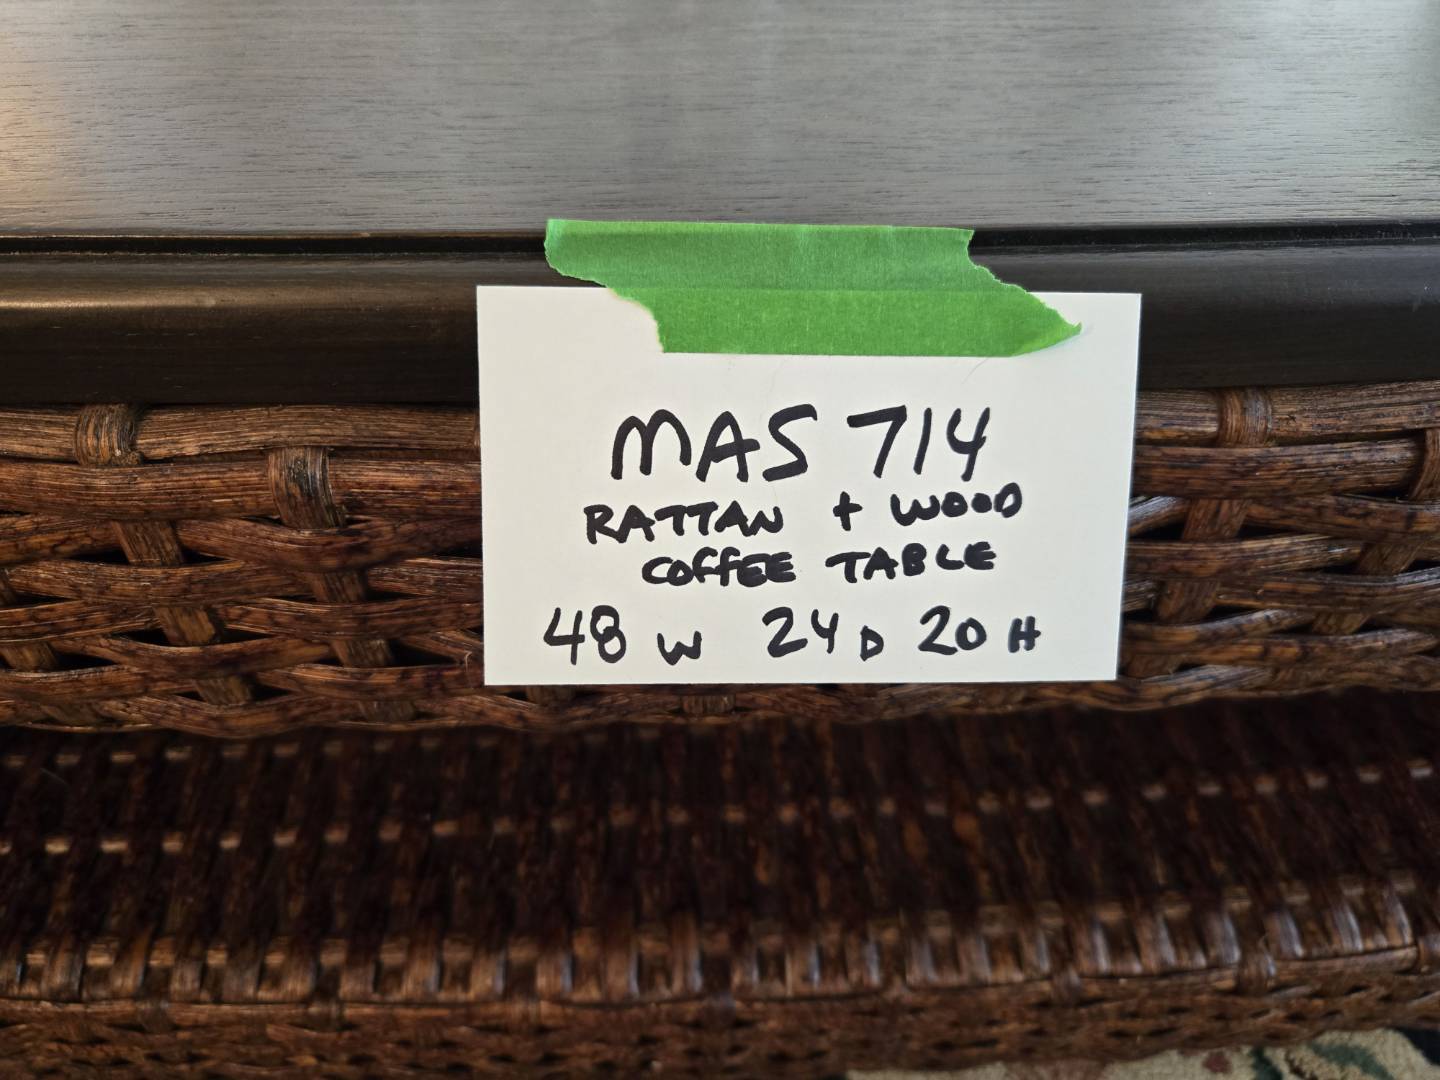 MAS 714
RATTAN + WOOD
COFFEE TABLE
48 W 24 D 20 H